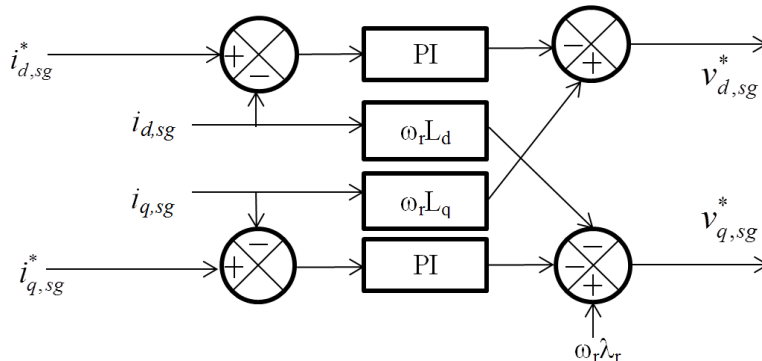 i*d,sg
+
−
PI
−
+
v*d,sg
id,sg
ωrLd
iq,sg
ωrLq
v*q,sg
i*q,sg
−
+
PI
−
−
+
ωrλr